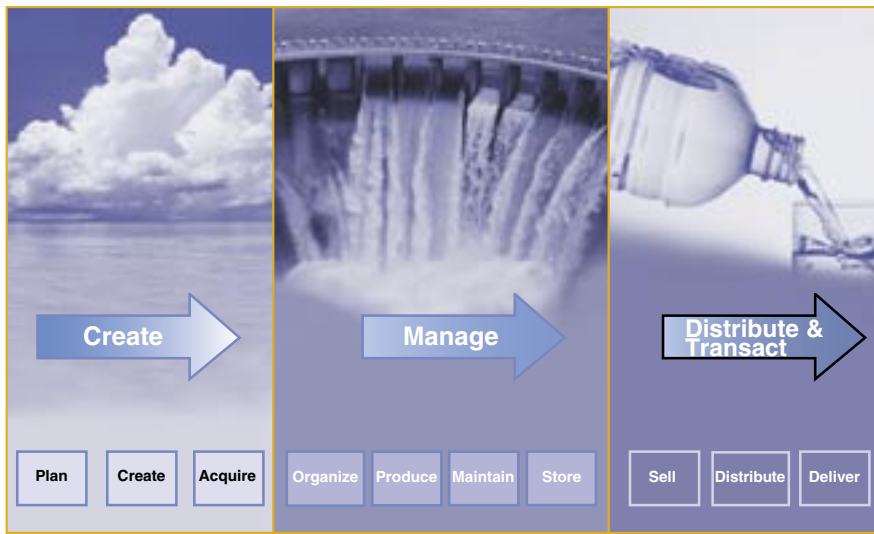 Create
Manage
Distribute &
Transact
Plan
Create
Acquire
Organize
Produce
Maintain
Store
Sell
Distribute
Deliver